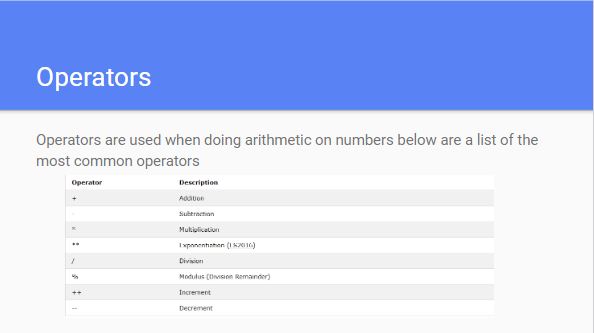 Operators
Operators are used when doing arithmetic on numbers below are a list of the
most common operators
Operator Description
+ Addition
- Subtraction
* Multiplication
** Exponentiation (ES2016)
/ Division
% Modulus (Division Remainder)
++ Increment
-- Decrement